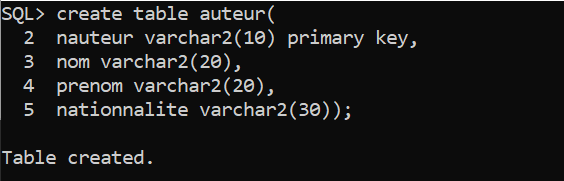 SQL> create table auteur(
  2  nauteur varchar2(10) primary key,
  3  nom varchar2(20),
  4  prenom varchar2(20),
  5  nationnalite varchar2(30));
Table created.